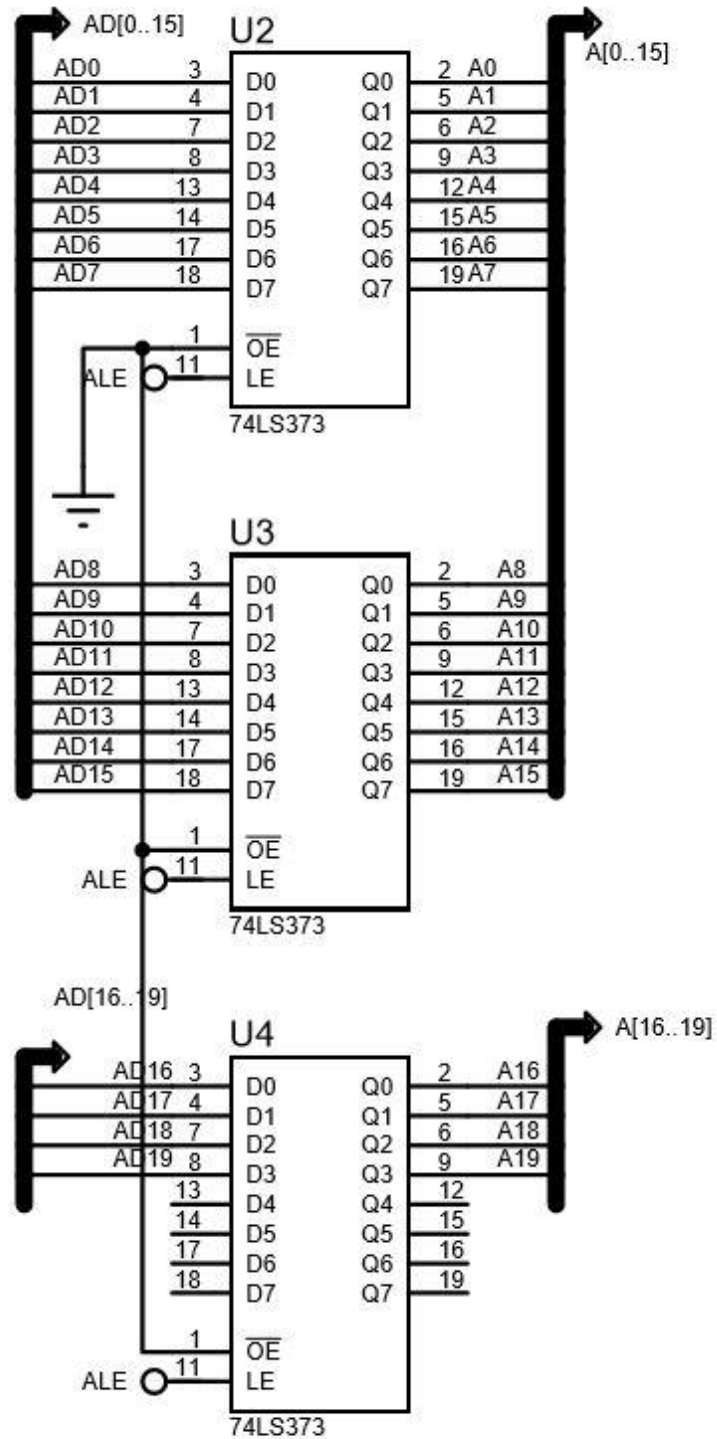 AD[0..15]
U2
A[0..15]
AD0 3 D0 Q0 2 A0
AD1 4 D1 Q1 5 A1
AD2 7 D2 Q2 6 A2
AD3 8 D3 Q3 9 A3
AD4 13 D4 Q4 12 A4
AD5 14 D5 Q5 15 A5
AD6 17 D6 Q6 16 A6
AD7 18 D7 Q7 19 A7
1 OE
ALE 11 LE
74LS373
U3
AD8 3 D0 Q0 2 A8
AD9 4 D1 Q1 5 A9
AD10 7 D2 Q2 6 A10
AD11 8 D3 Q3 9 A11
AD12 13 D4 Q4 12 A12
AD13 14 D5 Q5 15 A13
AD14 17 D6 Q6 16 A14
AD15 18 D7 Q7 19 A15
1 OE
ALE 11 LE
74LS373
AD[16..19]
U4
A[16..19]
AD16 3 D0 Q0 2 A16
AD17 4 D1 Q1 5 A17
AD18 7 D2 Q2 6 A18
AD19 8 D3 Q3 9 A19
13 D4 Q4 12
14 D5 Q5 15
17 D6 Q6 16
18 D7 Q7 19
1 OE
ALE 11 LE
74LS373